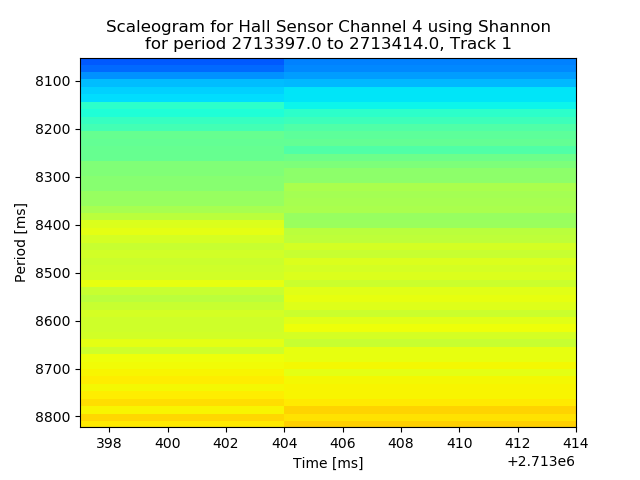 Scaleogram for Hall Sensor Channel 4 using Shannon
for period 2713397.0 to 2713414.0, Track 1
Period [ms]
8100
8200
8300
8400
8500
8600
8700
8800
398 400 402 404 406 408 410 412 414
Time [ms]
+2.713e6